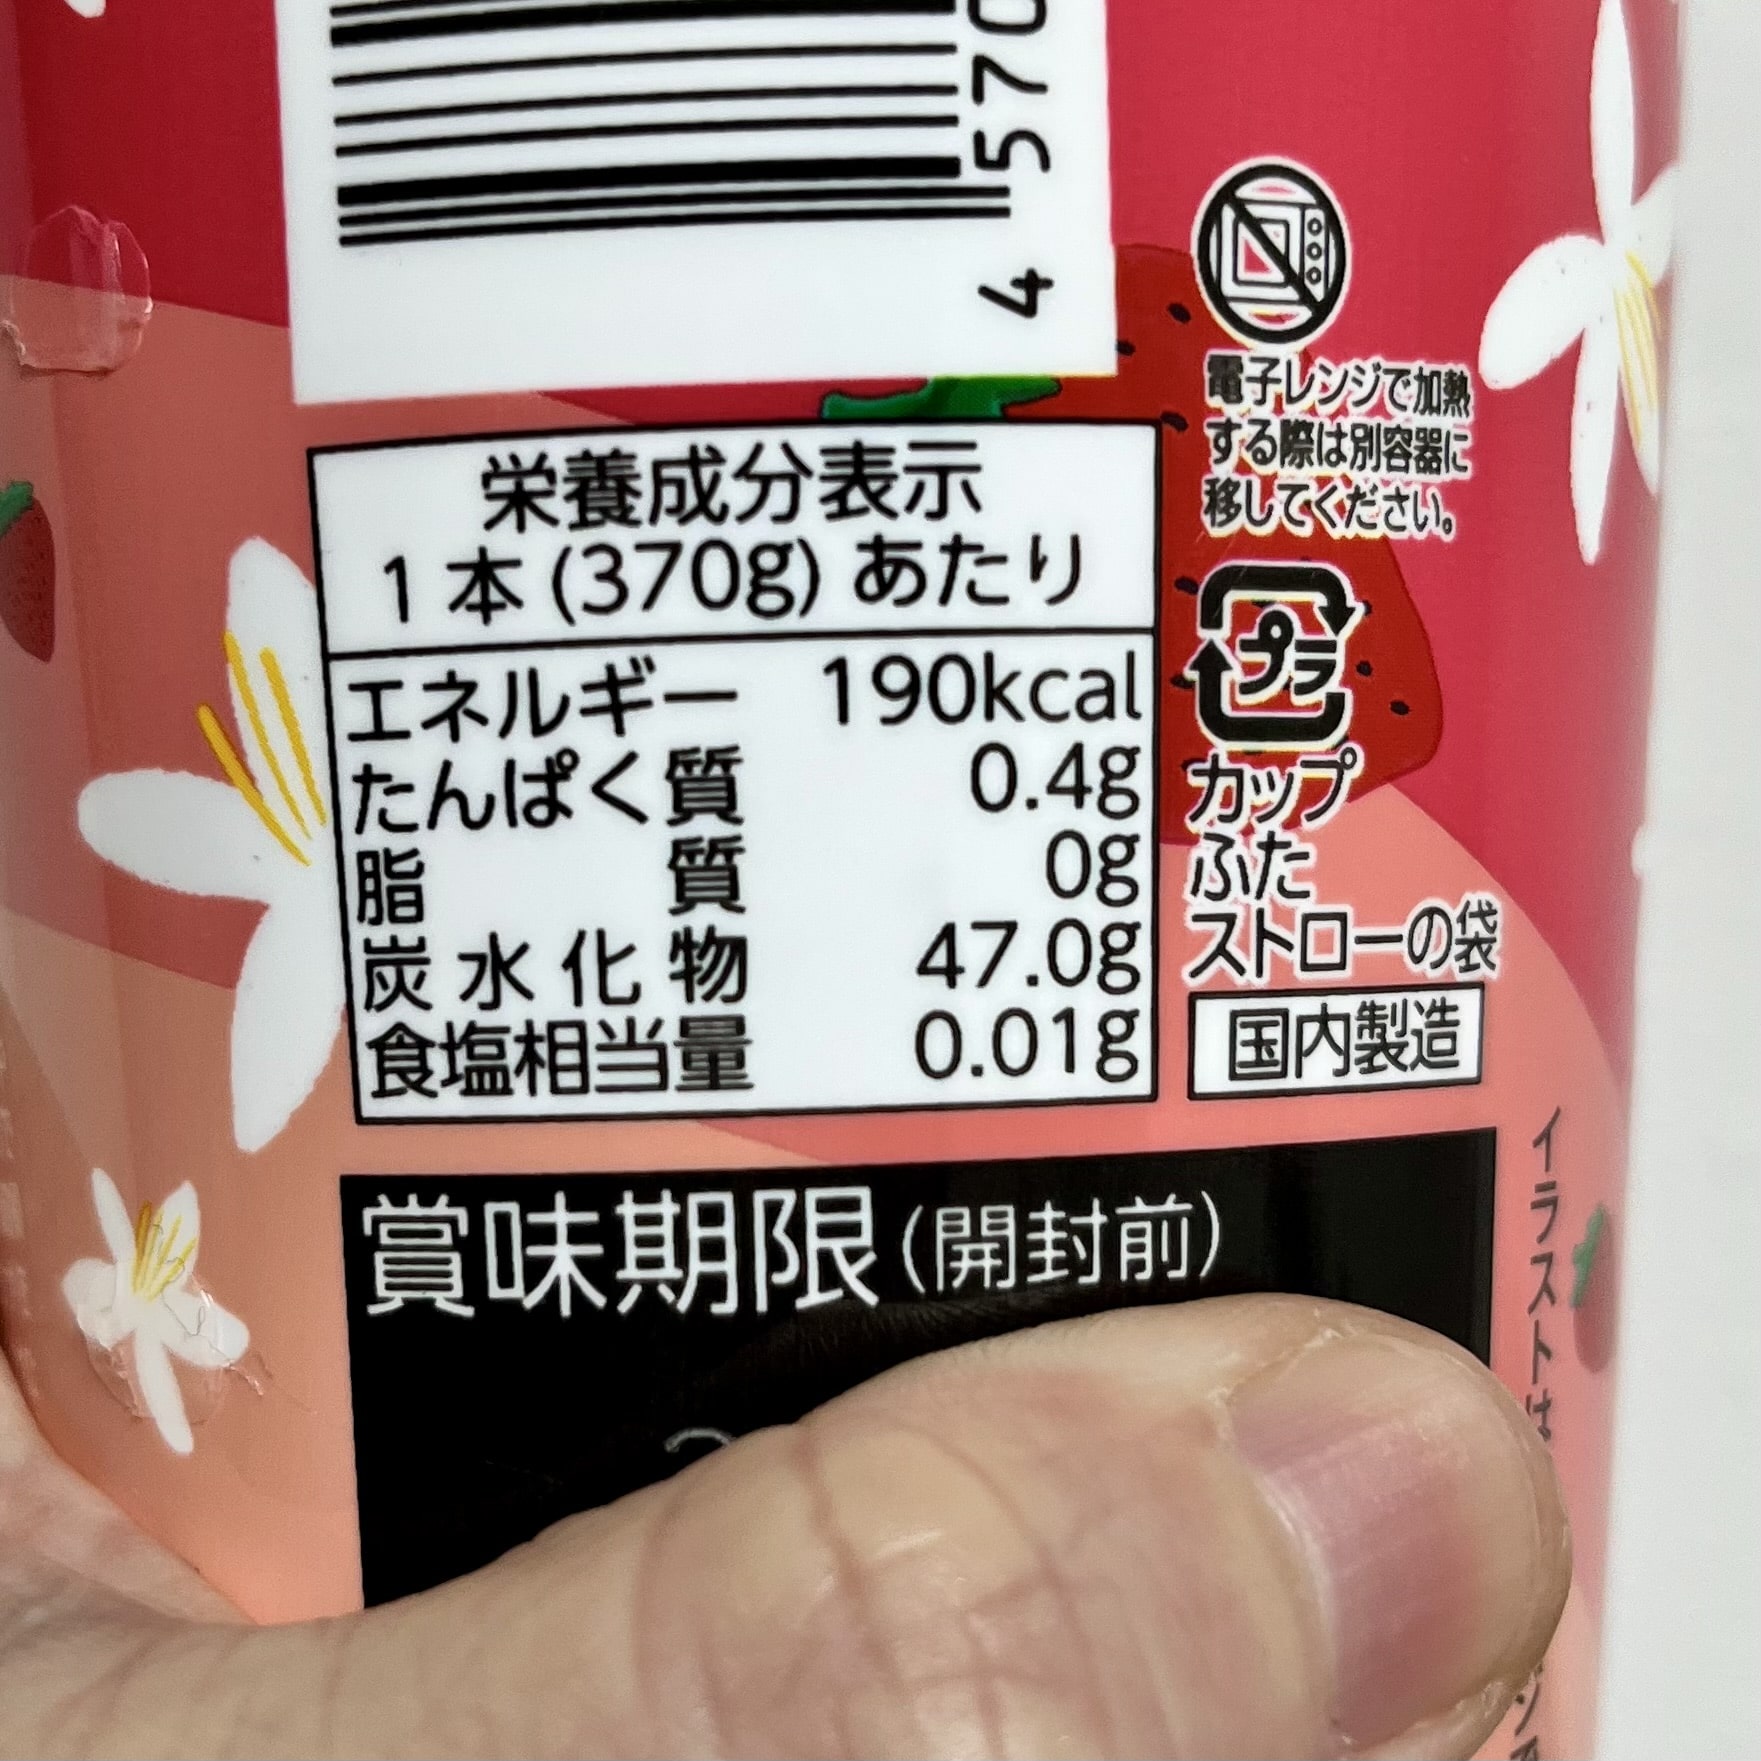 4 570
電子レンジで加熱
する際は別容器に
移してください。
栄養成分表示
1本(370g)あたり
エネルギー 190kcal
たんぱく質 0.4g
脂質 0g
炭水化物 47.0g
食塩相当量 0.01g
プラ
カップ
ふた
ストローの袋
国内製造
賞味期限(開封前)
イラストは